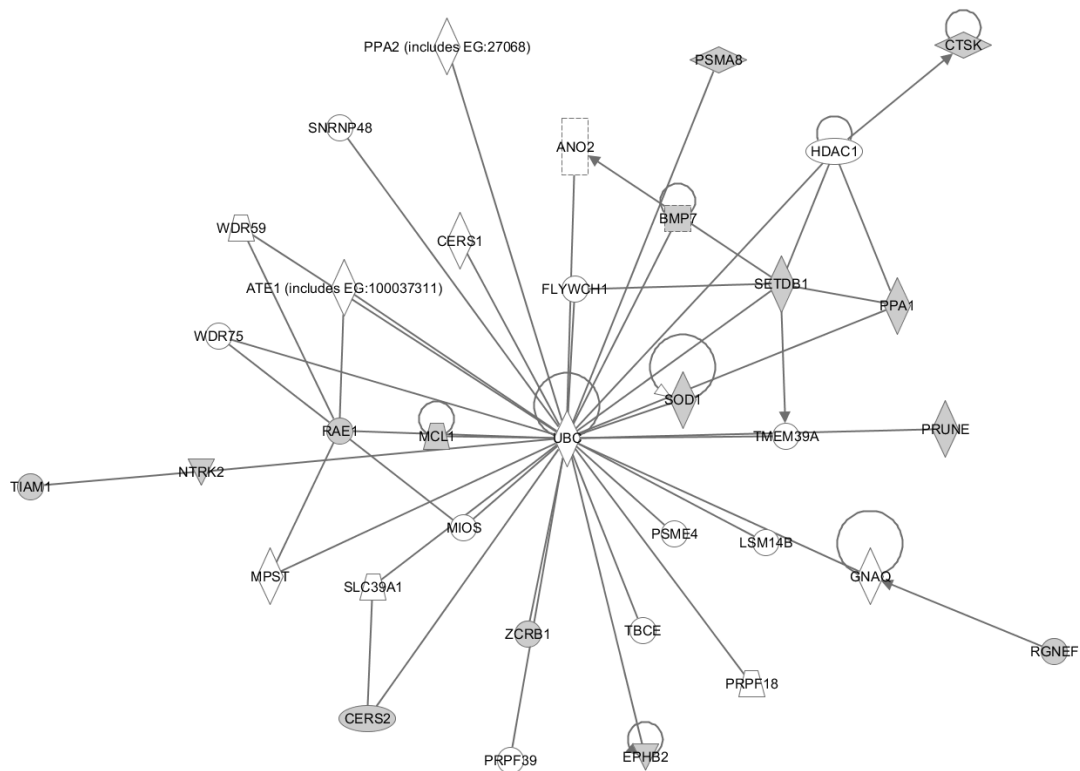 CTSK
PPA2 (includes EG:27068)
PSMA8
SNRNP48
ANO2
HDAC1
BMP7
WDR59
CERS1
ATE1 (includes EG:100037311)
FLYWCH1
SETDB1
PPA1
WDR75
SOD1
RAE1
MCL1
UBC
TMEM39A
PRUNE
NTRK2
TIAM1
MIOS
PSME4
LSM14B
MPST
SLC39A1
GNAQ
ZCRB1
TBCE
RGNEF
PRPF18
CERS2
PRPF39
EPHB2